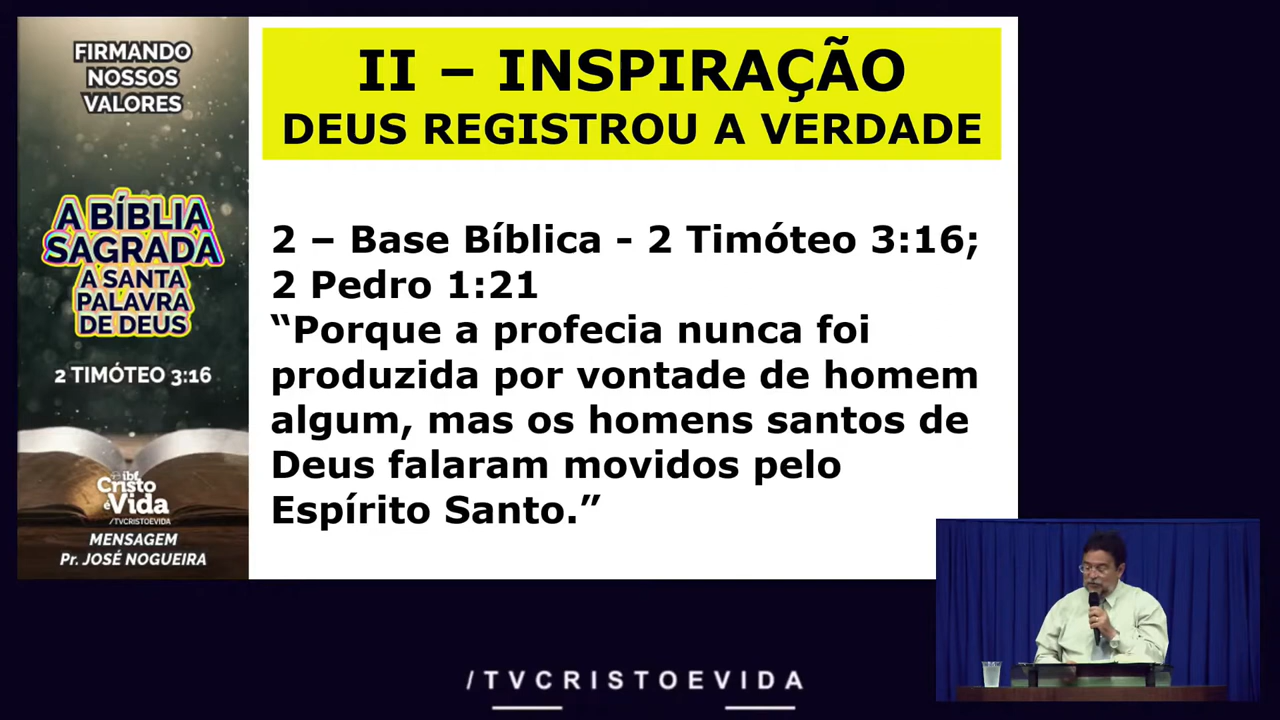 FIRMANDO
NOSSOS
VALORES
A BÍBLIA
SAGRADA
A SANTA
PALAVRA
DE DEUS
2 TIMÓTEO 3:16
ibf
Cristo
é Vida
/TVCRISTOEVIDA
MENSAGEM
Pr. JOSÉ NOGUEIRA
II – INSPIRAÇÃO
DEUS REGISTROU A VERDADE
2 – Base Bíblica - 2 Timóteo 3:16;
2 Pedro 1:21
“Porque a profecia nunca foi
produzida por vontade de homem
algum, mas os homens santos de
Deus falaram movidos pelo
Espírito Santo.”
/TVCRISTOEVIDA